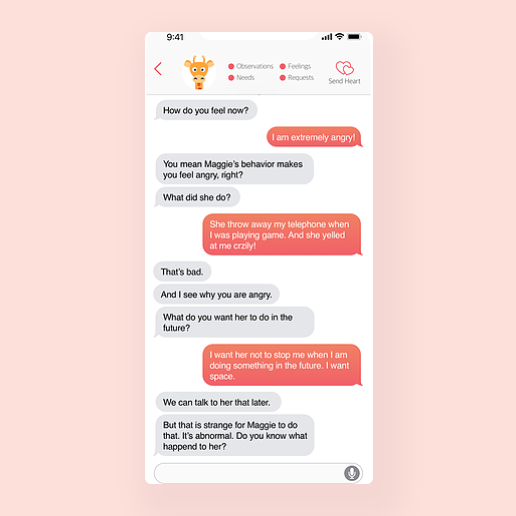 9:41
Observations Feelings
Needs Requests
Send Heart
How do you feel now?
I am extremely angry!
You mean Maggie's behavior makes
you feel angry, right?
What did she do?
She throw away my telephone when
I was playing game. And she yelled
at me crzily!
That's bad.
And I see why you are angry.
What do you want her to do in the
future?
I want her not to stop me when I am
doing something in the future. I want
space.
We can talk to her that later.
But that is strange for Maggie to do
that. It's abnormal. Do you know what
happend to her?